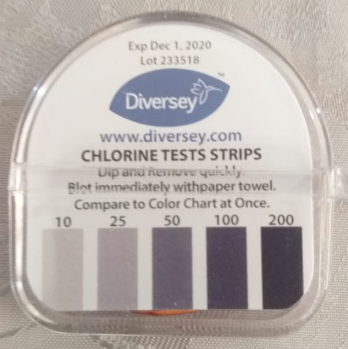 Exp Dec 1, 2020
Lot 233518
Diversey™
www.diversey.com
CHLORINE TESTS STRIPS
Dip and Remove quickly.
Blot immediately withpaper towel.
Compare to Color Chart at Once.
10 25 50 100 200